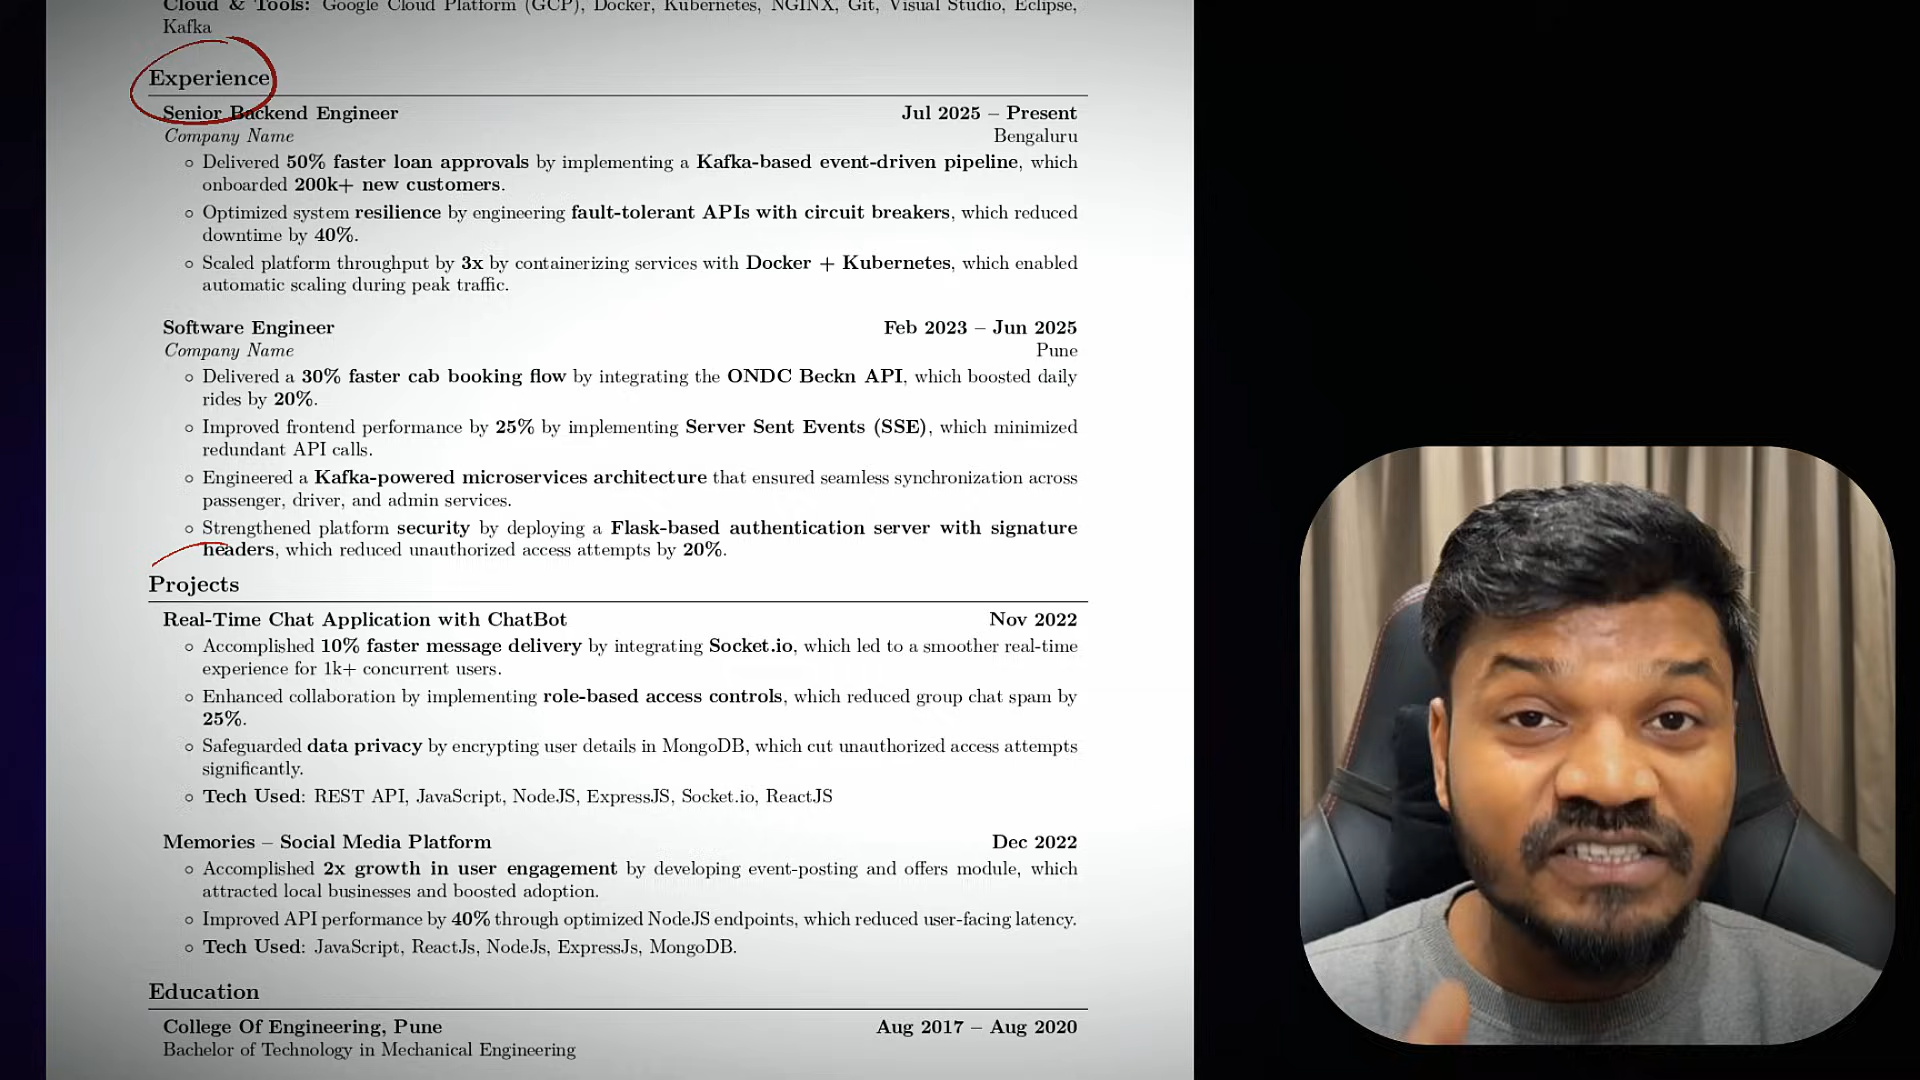 Cloud & Tools: Google Cloud Platform (GCP), Docker, Kubernetes, NGINX, Git, Visual Studio, Eclipse,
Kafka
Experience
Senior Backend Engineer Jul 2025 – Present
Company Name Bengaluru
◦ Delivered 50% faster loan approvals by implementing a Kafka-based event-driven pipeline, which
onboarded 200k+ new customers.
◦ Optimized system resilience by engineering fault-tolerant APIs with circuit breakers, which reduced
downtime by 40%.
◦ Scaled platform throughput by 3x by containerizing services with Docker + Kubernetes, which enabled
automatic scaling during peak traffic.
Software Engineer Feb 2023 – Jun 2025
Company Name Pune
◦ Delivered a 30% faster cab booking flow by integrating the ONDC Beckn API, which boosted daily
rides by 20%.
◦ Improved frontend performance by 25% by implementing Server Sent Events (SSE), which minimized
redundant API calls.
◦ Engineered a Kafka-powered microservices architecture that ensured seamless synchronization across
passenger, driver, and admin services.
◦ Strengthened platform security by deploying a Flask-based authentication server with signature
headers, which reduced unauthorized access attempts by 20%.
Projects
Real-Time Chat Application with ChatBot Nov 2022
◦ Accomplished 10% faster message delivery by integrating Socket.io, which led to a smoother real-time
experience for 1k+ concurrent users.
◦ Enhanced collaboration by implementing role-based access controls, which reduced group chat spam by
25%.
◦ Safeguarded data privacy by encrypting user details in MongoDB, which cut unauthorized access attempts
significantly.
◦ Tech Used: REST API, JavaScript, NodeJS, ExpressJS, Socket.io, ReactJS
Memories – Social Media Platform Dec 2022
◦ Accomplished 2x growth in user engagement by developing event-posting and offers module, which
attracted local businesses and boosted adoption.
◦ Improved API performance by 40% through optimized NodeJS endpoints, which reduced user-facing latency.
◦ Tech Used: JavaScript, ReactJs, NodeJs, ExpressJs, MongoDB.
Education
College Of Engineering, Pune Aug 2017 – Aug 2020
Bachelor of Technology in Mechanical Engineering